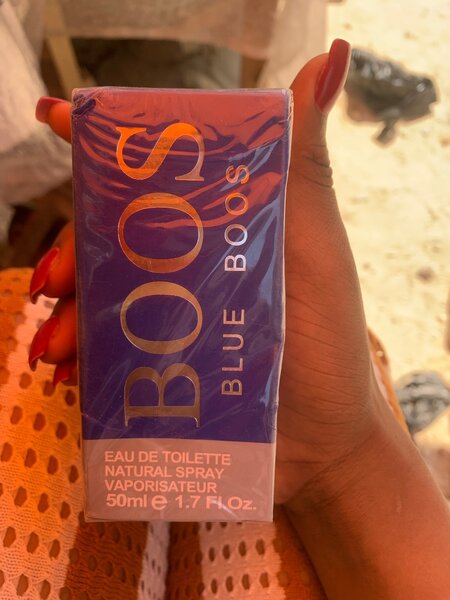 BOOS
BLUE BOOS
EAU DE TOILETTE
NATURAL SPRAY
VAPORISATEUR
50ml e 1.7 Fl.Oz.